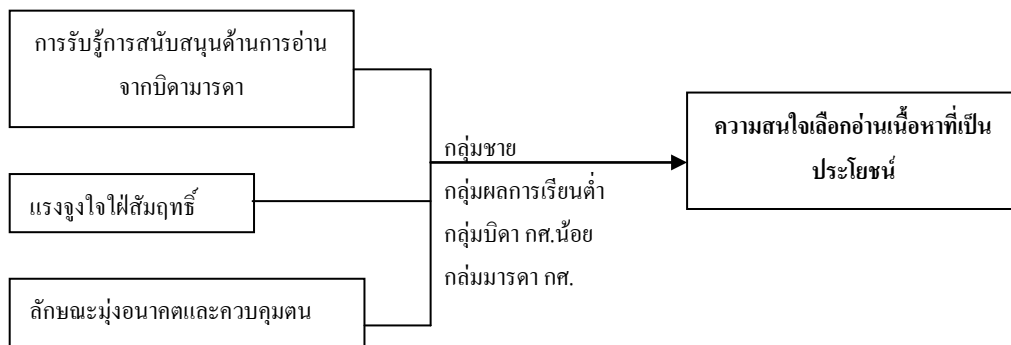 การรับรู้การสนับสนุนด้านการอ่าน
จากบิดามารดา
แรงจูงใจใฝ่สัมฤทธิ์
ลักษณะมุ่งอนาคตและควบคุมตน
กลุ่มชาย
กลุ่มผลการเรียนต่ำ
กลุ่มบิดา กศ.น้อย
กล่มมารดา กศ.
ความสนใจเลือกอ่านเนื้อหาที่เป็น
ประโยชน์